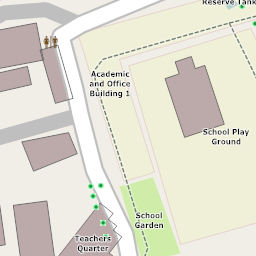 Reserve Tank
Academic
and Office
Building 1
School Play
Ground
School
Garden
Teachers
Quarter